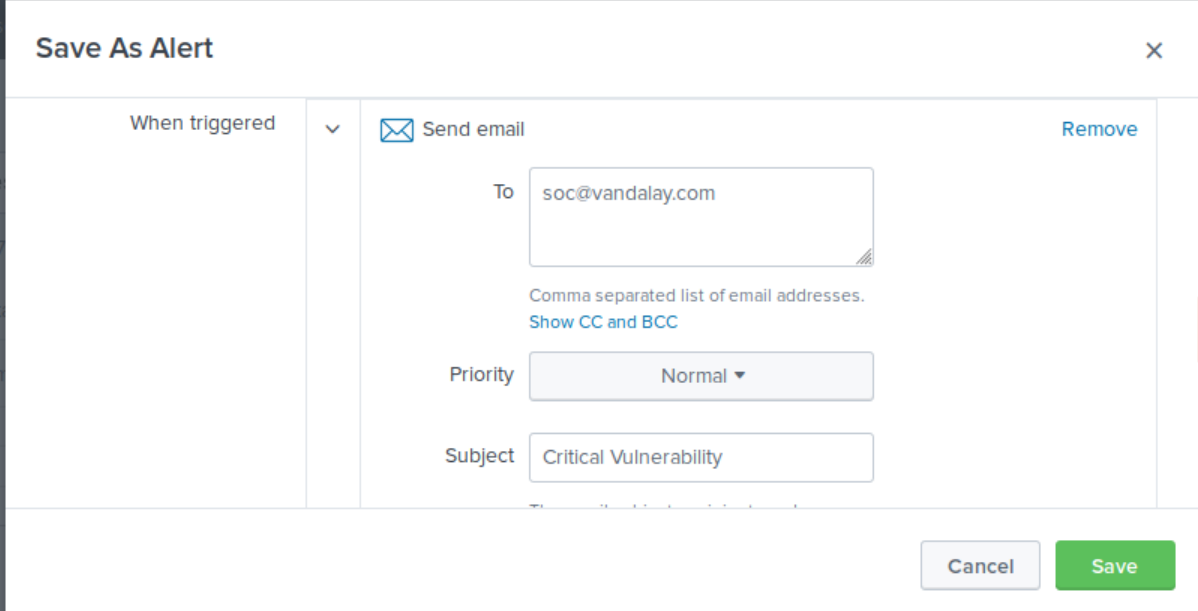 Save As Alert
When triggered
Send email
Remove
To
soc@vandalay.com
Comma separated list of email addresses.
Show CC and BCC
Priority
Normal
Subject
Critical Vulnerability
Cancel
Save